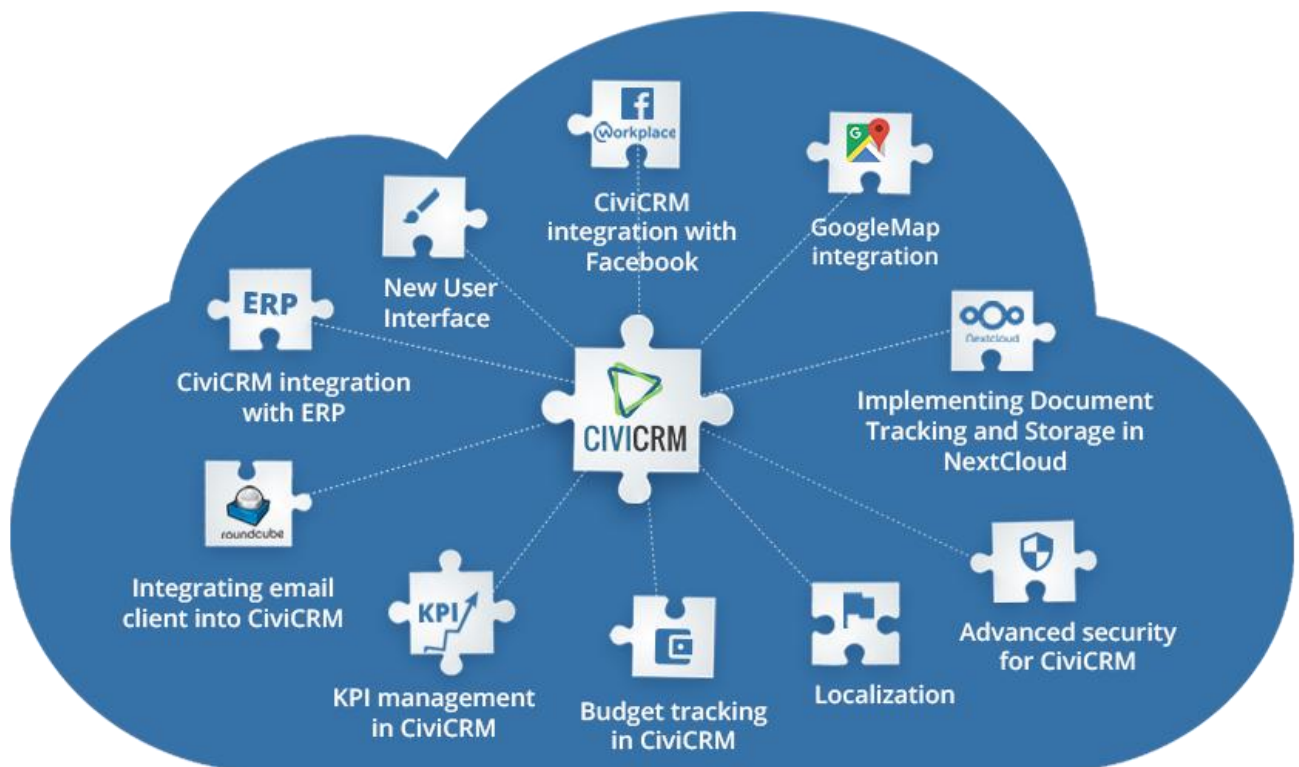 Workplace
CiviCRM
integration with
Facebook
G
GoogleMap
integration
New User
Interface
ERP
CiviCRM integration
with ERP
Nextcloud
Implementing Document
Tracking and Storage in
NextCloud
CIVICRM
roundcube
Integrating email
client into CiviCRM
KPI
KPI management
in CiviCRM
Budget tracking
in CiviCRM
Localization
Advanced security
for CiviCRM